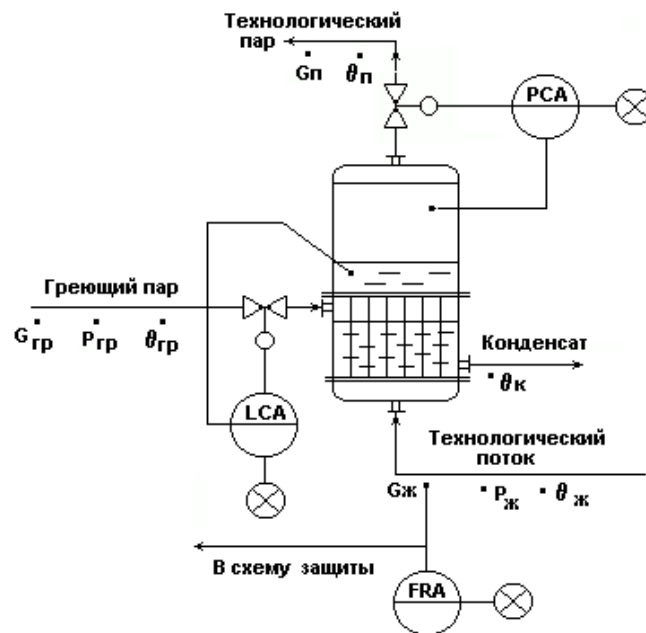 Технологический
пар
Gп θп
PCA
Греющий пар
Gгр Pгр θгр
Конденсат
θк
LCA
Технологический
поток
Gж Pж θж
В схему защиты
FRA